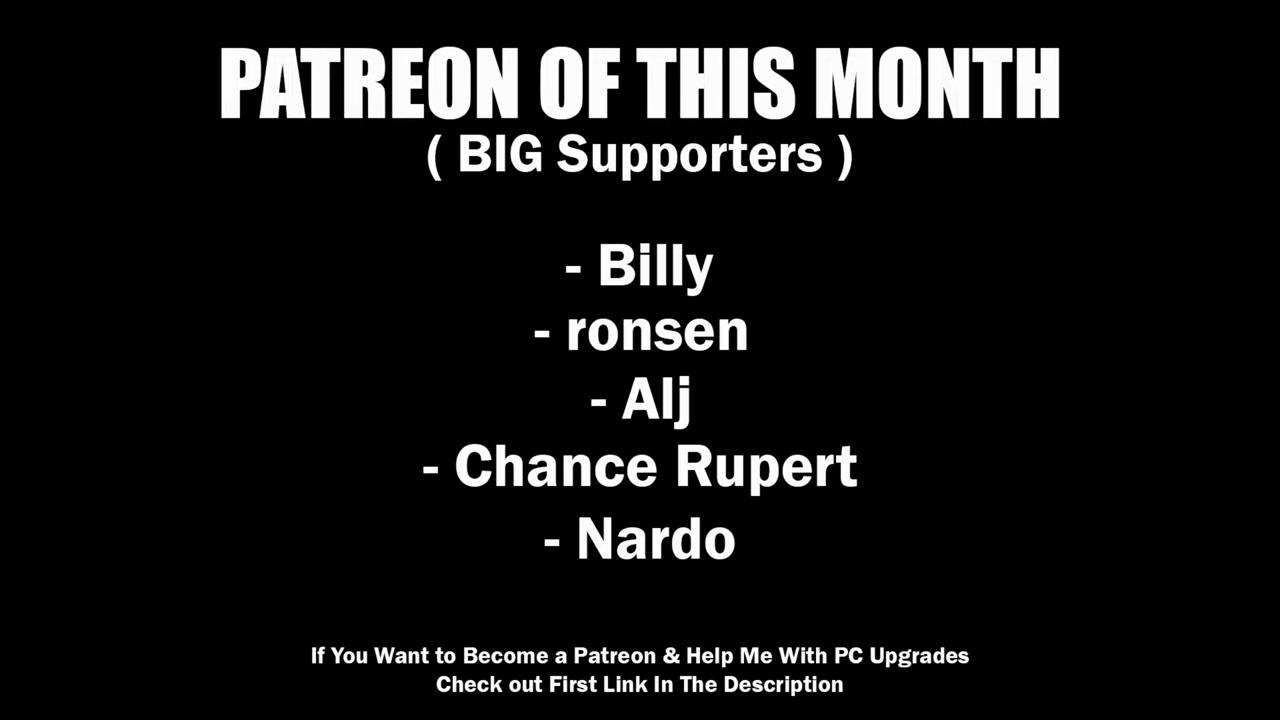 PATREON OF THIS MONTH
( BIG Supporters )
- Billy
- ronsen
- Alj
- Chance Rupert
- Nardo
If You Want to Become a Patreon & Help Me With PC Upgrades
Check out First Link In The Description